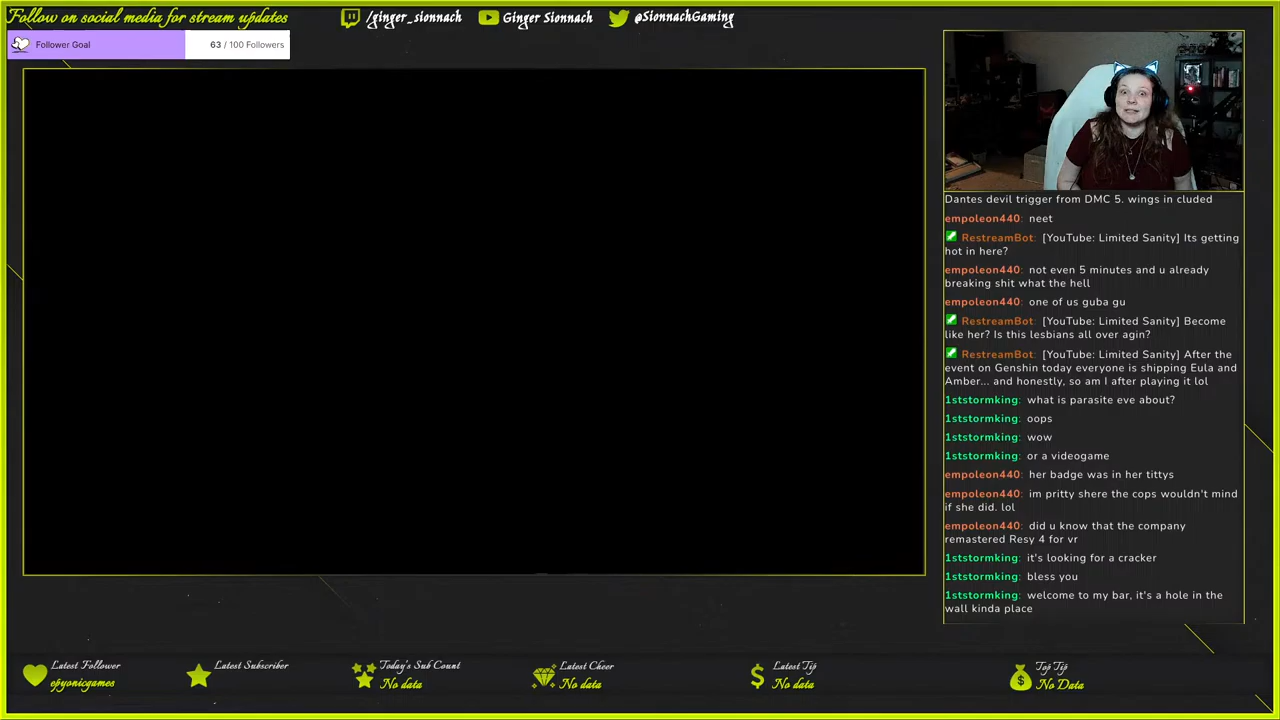 Follow on social media for stream updates
/ginger_sionnach
Ginger Sionnach
@SionnachGaming
Follower Goal
63 / 100 Followers
Dantes devil trigger from DMC 5. wings in cluded
empoleon440: neet
RestreamBot: [YouTube: Limited Sanity] Its getting
hot in here?
empoleon440: not even 5 minutes and u already
breaking shit what the hell
empoleon440: one of us guba gu
RestreamBot: [YouTube: Limited Sanity] Become
like her? Is this lesbians all over agin?
RestreamBot: [YouTube: Limited Sanity] After the
event on Genshin today everyone is shipping Eula and
Amber... and honestly, so am I after playing it lol
1ststormking: what is parasite eve about?
1ststormking: oops
1ststormking: wow
1ststormking: or a videogame
empoleon440: her badge was in her tittys
empoleon440: im pritty shere the cops wouldn't mind
if she did. lol
empoleon440: did u know that the company
remastered Resy 4 for vr
1ststormking: it's looking for a cracker
1ststormking: bless you
1ststormking: welcome to my bar, it's a hole in the
wall kinda place
Latest Follower
epyonicgames
Latest Subscriber
Today's Sub Count
No data
Latest Cheer
No data
Latest Tip
No data
Top Tip
No Data